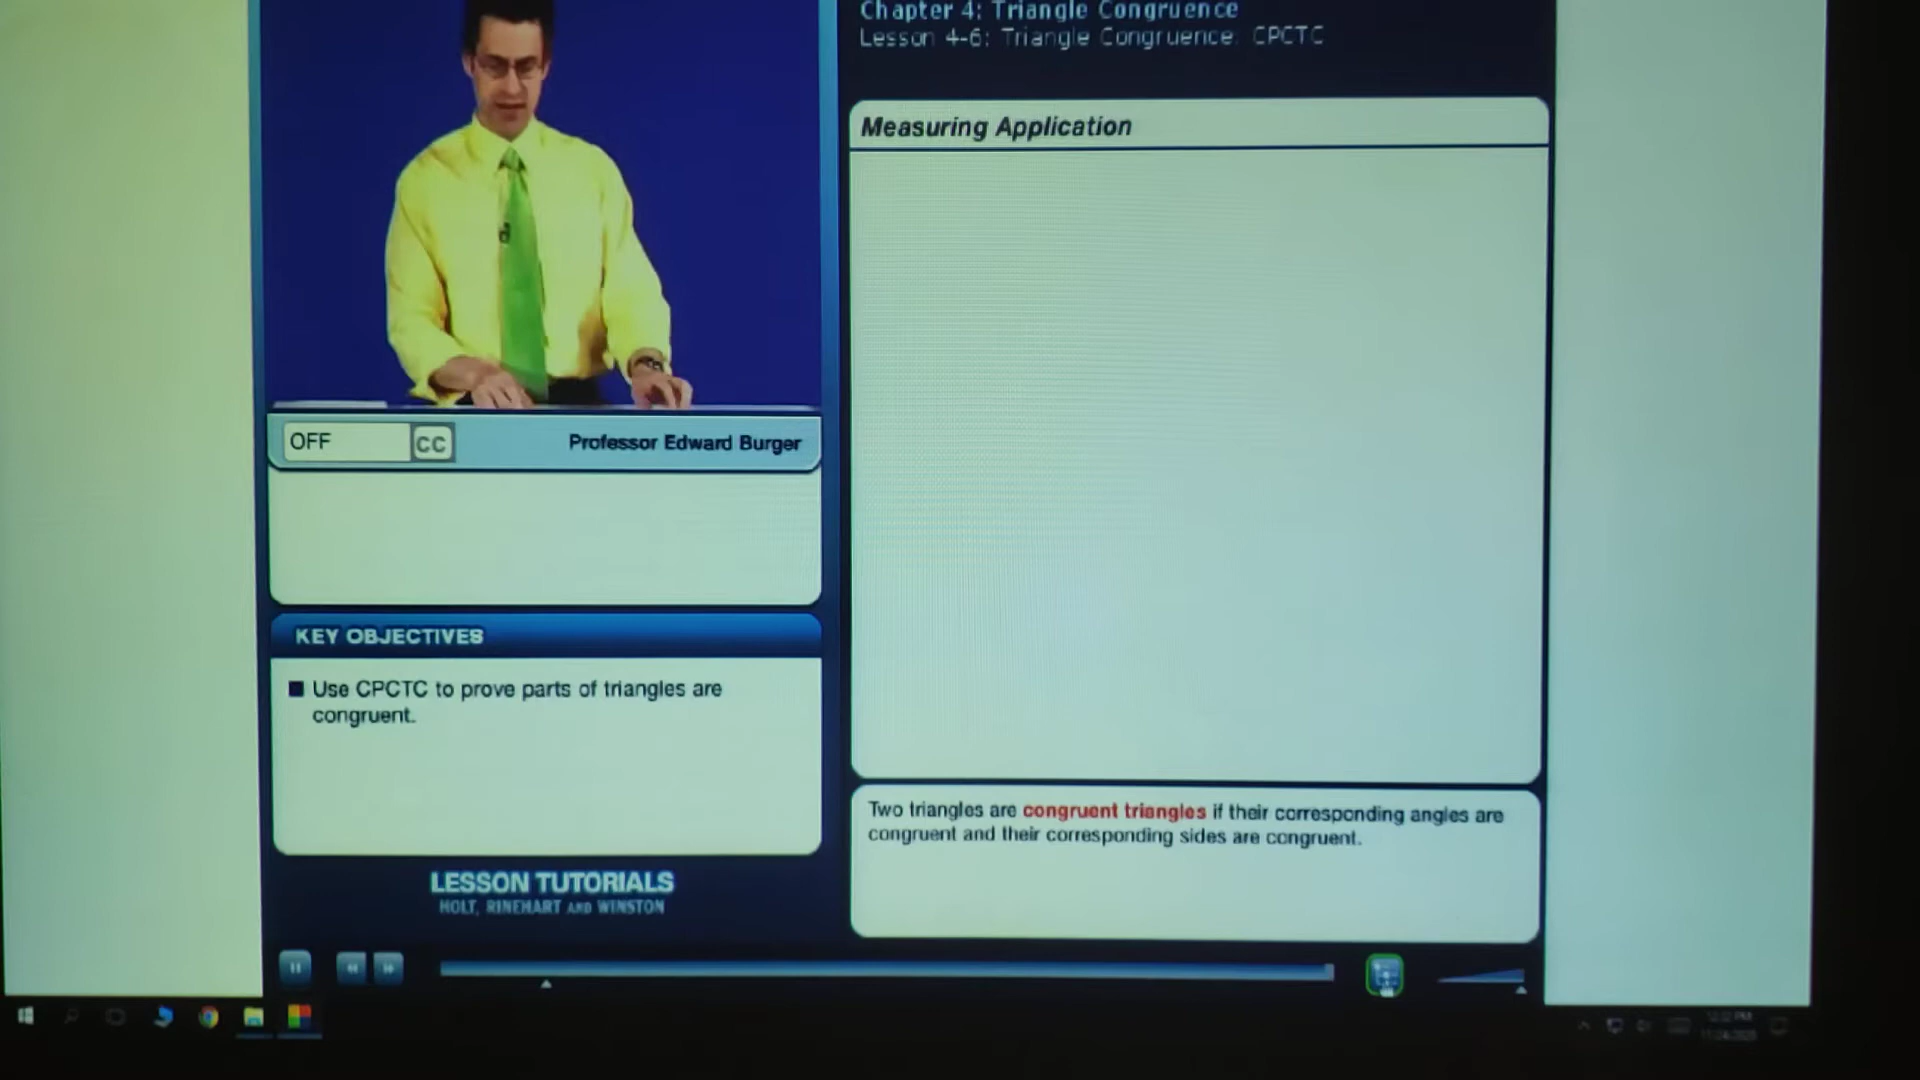 Chapter 4: Triangle Congruence
Lesson 4-6: Triangle Congruence: CPCTC
Measuring Application
OFF
CC
Professor Edward Burger
KEY OBJECTIVES
Use CPCTC to prove parts of triangles are
congruent.
Two triangles are congruent triangles if their corresponding angles are
congruent and their corresponding sides are congruent.
LESSON TUTORIALS
HOLT, RINEHART AND WINSTON